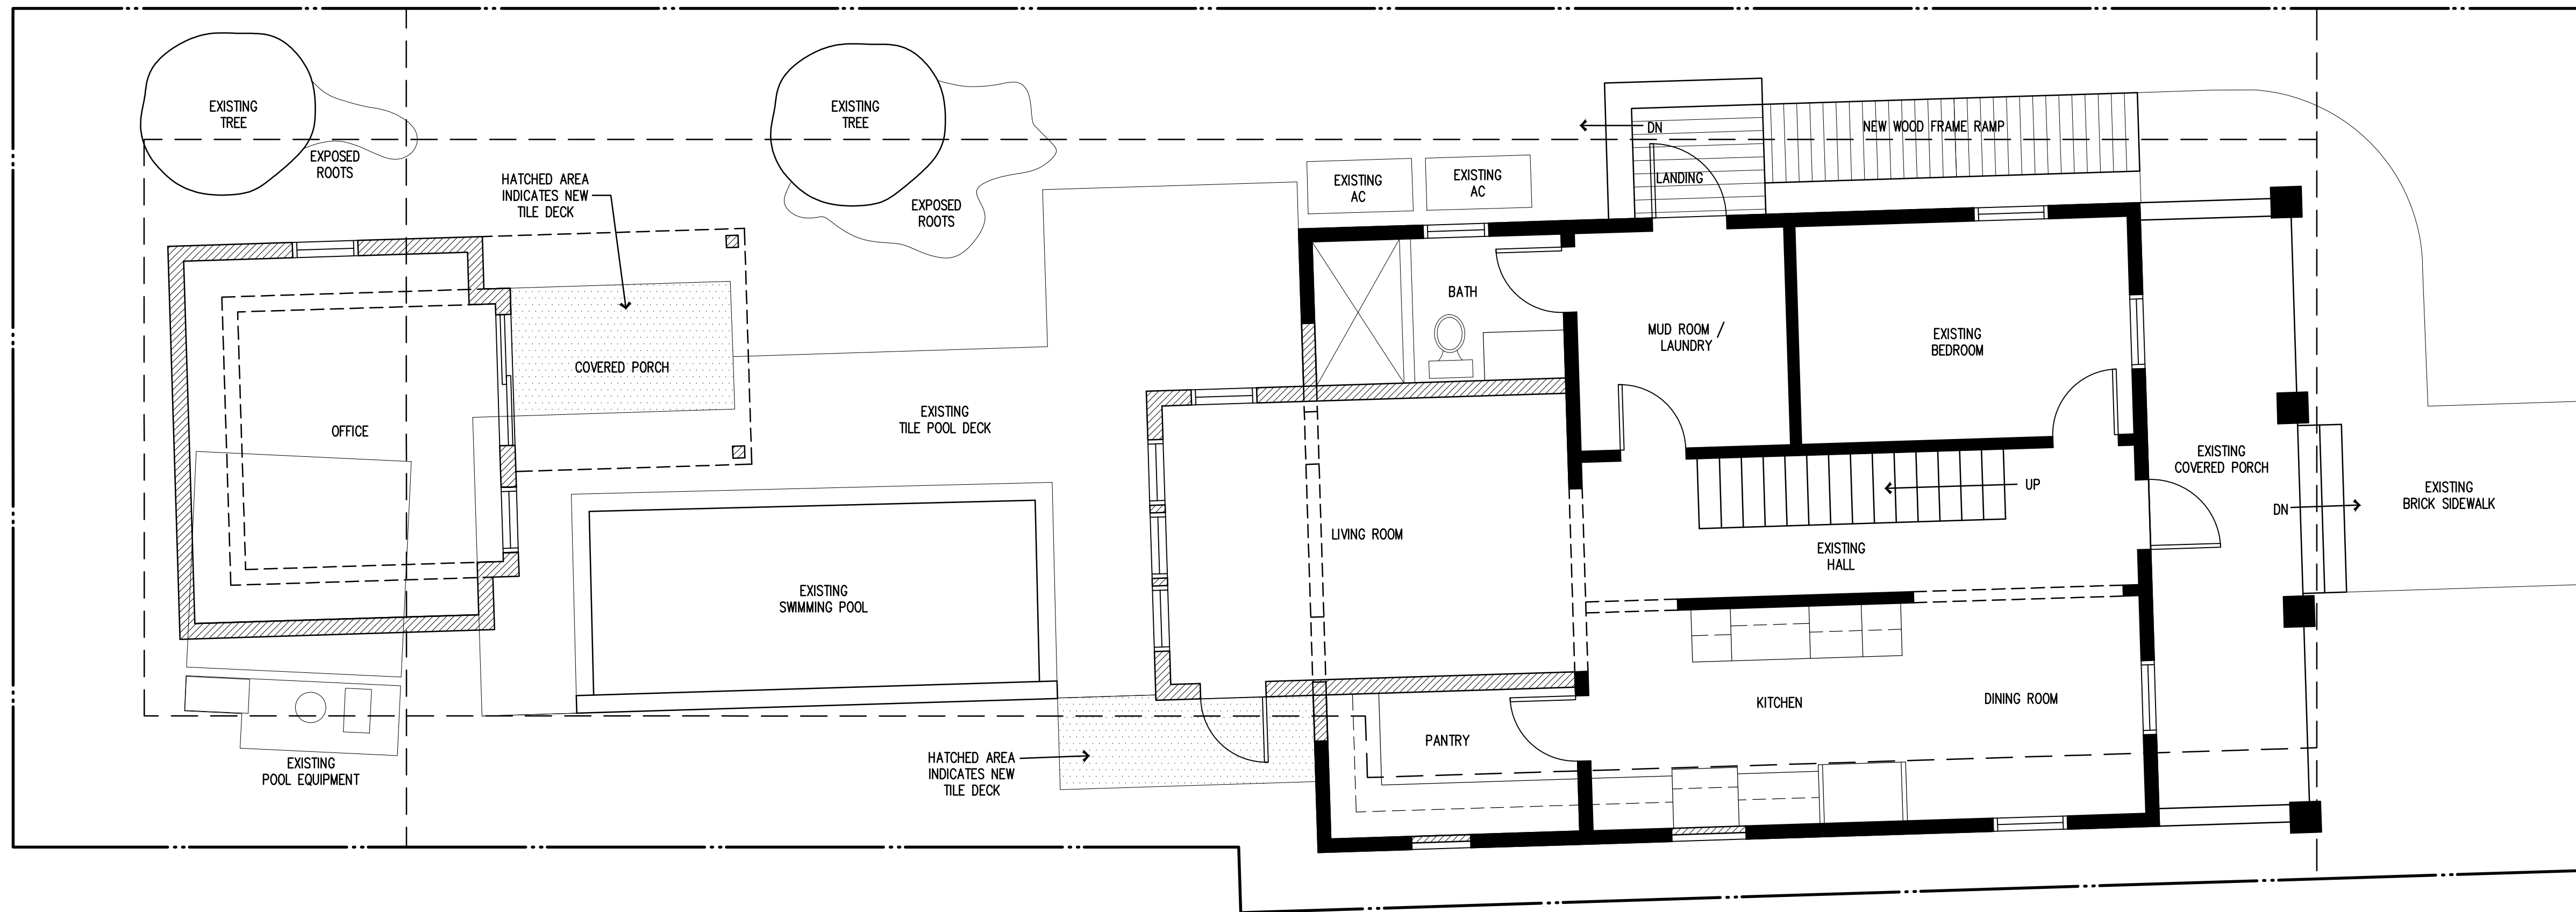 EXISTING
TREE
EXPOSED
ROOTS
HATCHED AREA
INDICATES NEW
TILE DECK
EXISTING
TREE
EXPOSED
ROOTS
EXISTING
AC
EXISTING
AC
DN
LANDING
NEW WOOD FRAME RAMP
OFFICE
COVERED PORCH
EXISTING
TILE POOL DECK
BATH
MUD ROOM /
LAUNDRY
EXISTING
BEDROOM
EXISTING
COVERED PORCH
DN
EXISTING
BRICK SIDEWALK
UP
LIVING ROOM
EXISTING
HALL
EXISTING
SWIMMING POOL
KITCHEN
DINING ROOM
PANTRY
EXISTING
POOL EQUIPMENT
HATCHED AREA
INDICATES NEW
TILE DECK